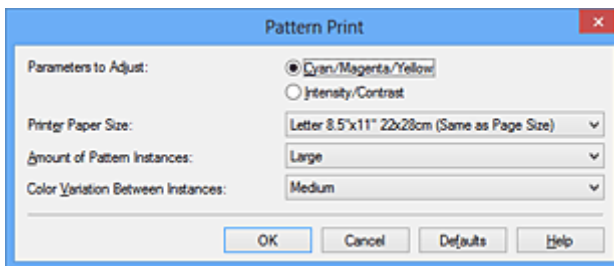 Pattern Print
Parameters to Adjust:
Cyan/Magenta/Yellow
Intensity/Contrast
Printer Paper Size:
Letter 8.5"x11" 22x28cm (Same as Page Size)
Amount of Pattern Instances:
Large
Color Variation Between Instances:
Medium
OK Cancel Defaults Help